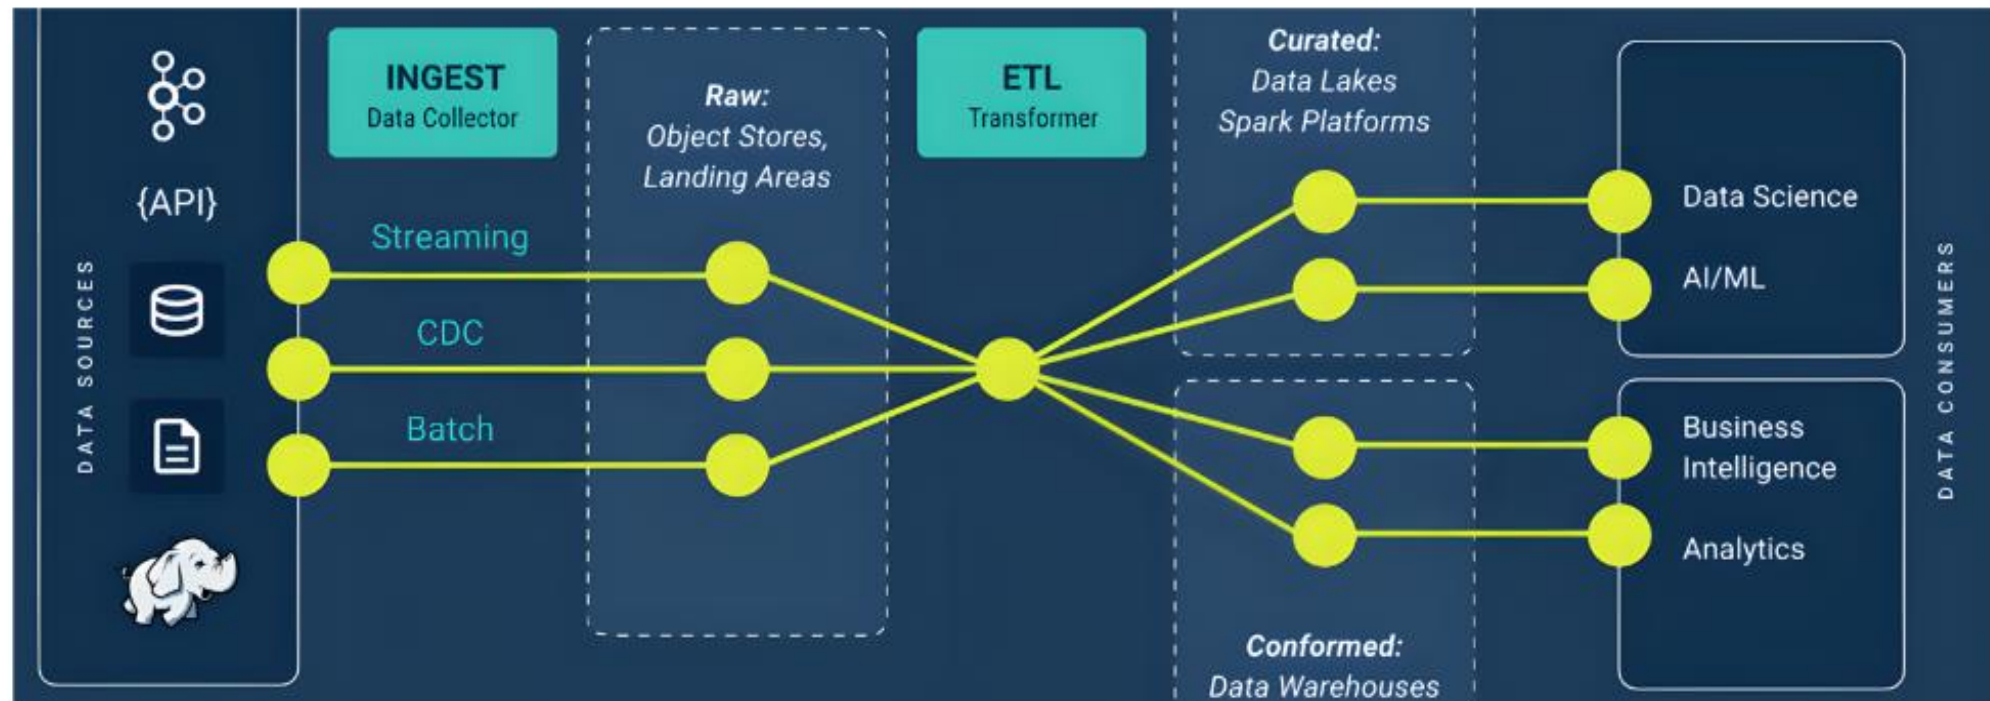 DATA SOURCES
{API}
INGEST
Data Collector
Streaming
CDC
Batch
Raw:
Object Stores,
Landing Areas
ETL
Transformer
Curated:
Data Lakes
Spark Platforms
Conformed:
Data Warehouses
Data Science
AI/ML
Business
Intelligence
Analytics
DATA CONSUMERS